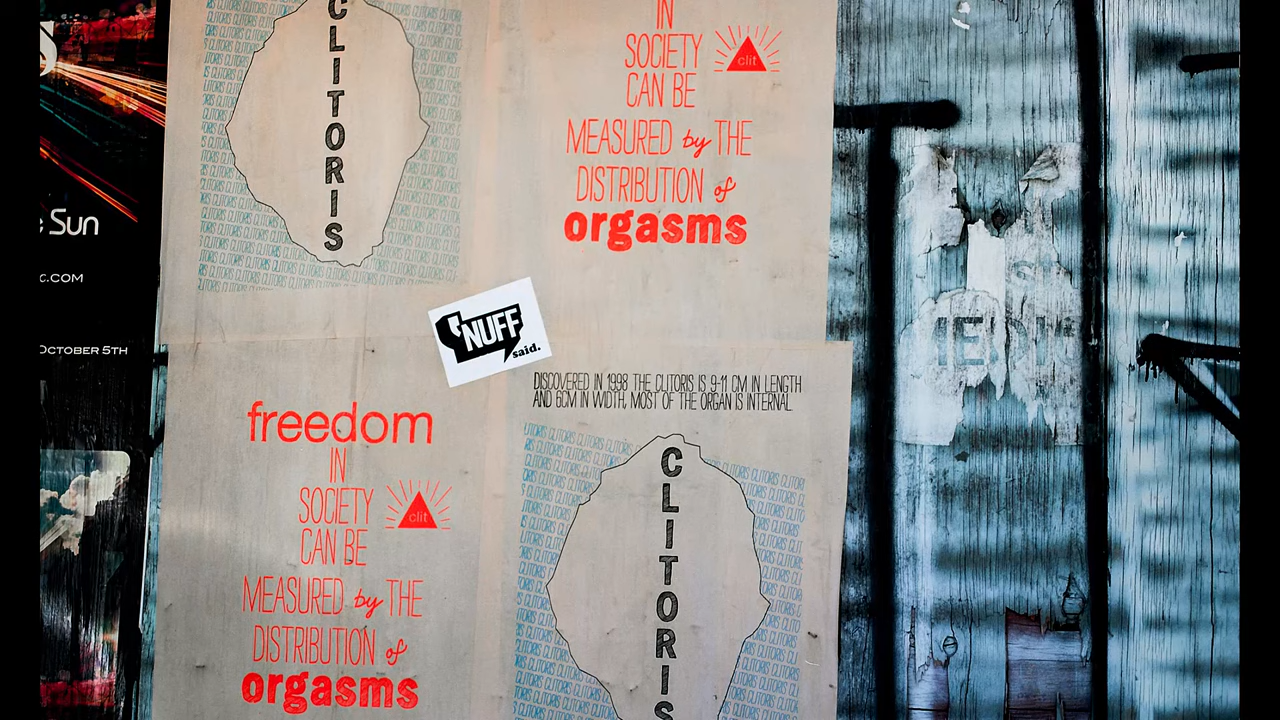 Sun
C.COM
OCTOBER 5TH
CLITORIS
IN
SOCIETY
CAN BE
clit
MEASURED by THE
DISTRIBUTION of
orgasms
'NUFF
said.
freedom
IN
SOCIETY
CAN BE
clit
MEASURED by THE
DISTRIBUTION of
orgasms
DISCOVERED IN 1998 THE CLITORIS IS 9-11 CM IN LENGTH
AND 6CM IN WIDTH, MOST OF THE ORGAN IS INTERNAL.
CLITORIS